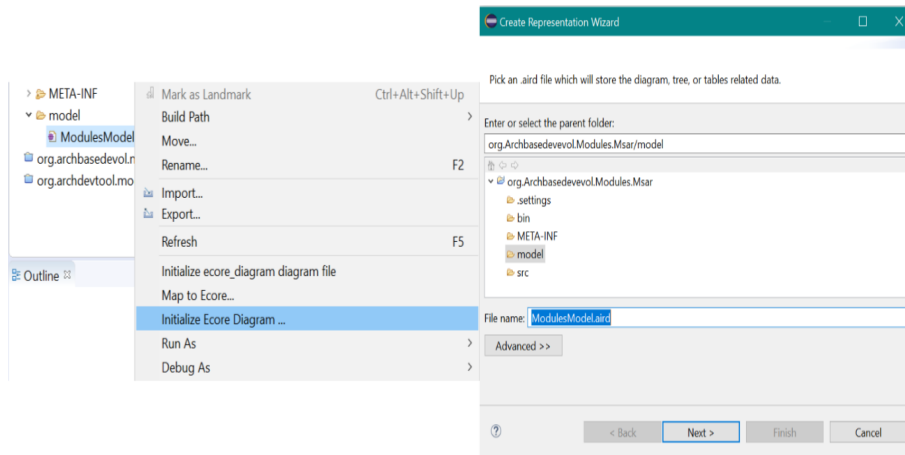 META-INF
model
ModulesModel
org.archbasedevol.n
org.archdevtool.mo
Outline
Mark as Landmark Ctrl+Alt+Shift+Up
Build Path
Move...
Rename... F2
Import...
Export...
Refresh F5
Initialize ecore_diagram diagram file
Map to Ecore...
Initialize Ecore Diagram ...
Run As
Debug As
Create Representation Wizard
Pick an .aird file which will store the diagram, tree, or tables related data.
Enter or select the parent folder:
org.Archbasedevevol.Modules.Msar/model
org.Archbasedevevol.Modules.Msar
.settings
bin
META-INF
model
src
File name: ModulesModel.aird
Advanced >>
< Back Next > Finish Cancel